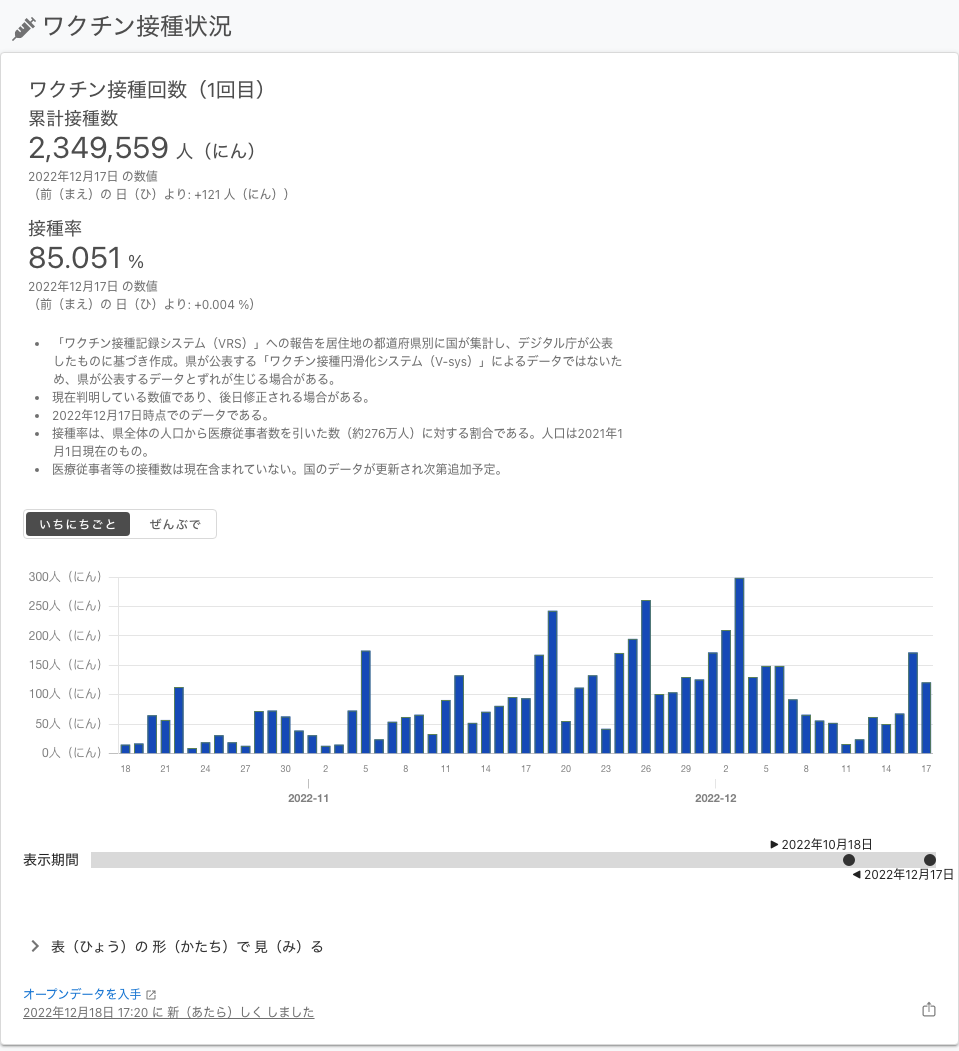 ワクチン接種状況
ワクチン接種回数（1回目）
累計接種数
2,349,559 人（にん）
2022年12月17日 の数値
（前（まえ）の 日（ひ）より: +121 人（にん））
接種率
85.051 %
2022年12月17日 の数値
（前（まえ）の 日（ひ）より: +0.004 %）
「ワクチン接種記録システム（VRS）」への報告を居住地の都道府県別に国が集計し、デジタル庁が公表
したものに基づき作成。県が公表する「ワクチン接種円滑化システム（V-sys）」によるデータではないた
め、県が公表するデータとずれが生じる場合がある。
現在判明している数値であり、後日修正される場合がある。
2022年12月17日時点でのデータである。
接種率は、県全体の人口から医療従事者数を引いた数（約276万人）に対する割合である。人口は2021年1
月1日現在のもの。
医療従事者等の接種数は現在含まれていない。国のデータが更新され次第追加予定。
いちにちごと ぜんぶで
300人（にん）
250人（にん）
200人（にん）
150人（にん）
100人（にん）
50人（にん）
0人（にん）
18 21 24 27 30 2 5 8 11 14 17 20 23 26 29 2 5 8 11 14 17
2022-11 2022-12
▶ 2022年10月18日
表示期間
◀ 2022年12月17日
表（ひょう）の 形（かたち）で 見（み）る
オープンデータを入手
2022年12月18日 17:20 に 新（あたら）しく しました